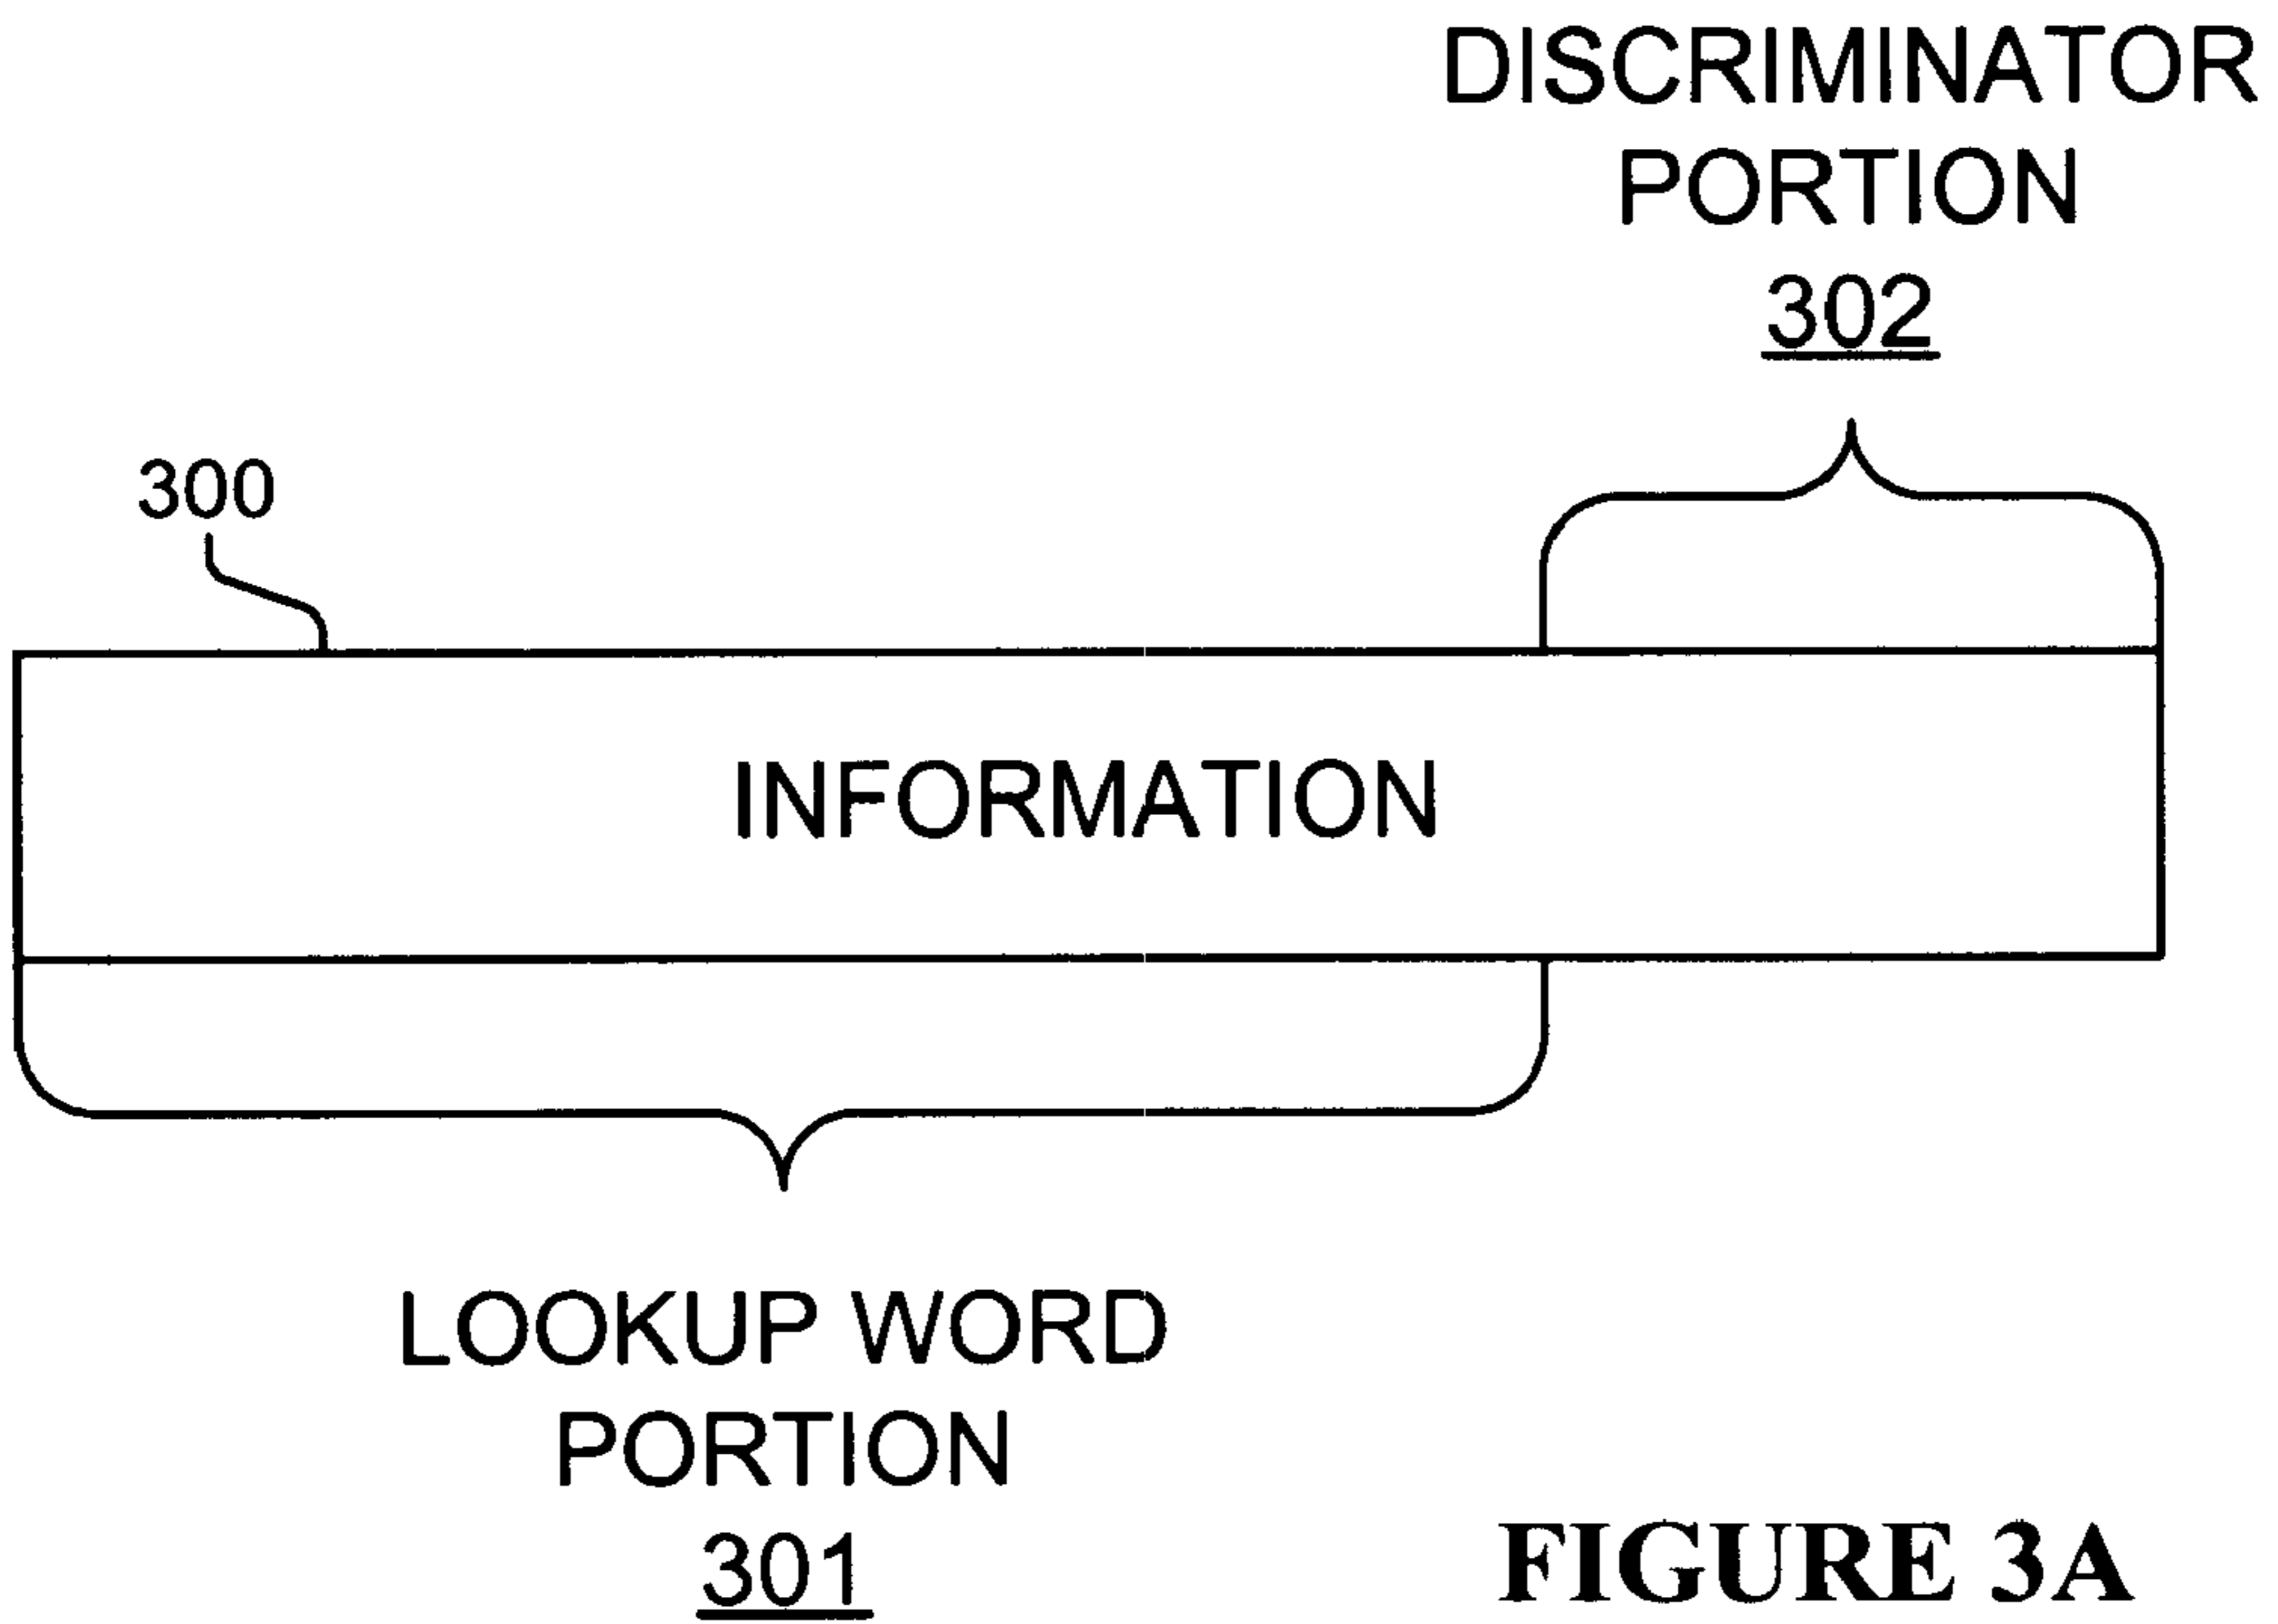 DISCRIMINATOR
PORTION
302
300
INFORMATION
LOOKUP WORD
PORTION
301
FIGURE 3A